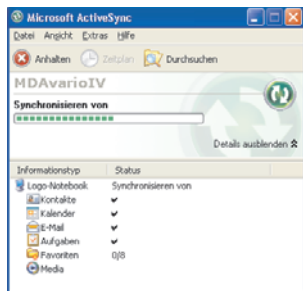 Microsoft ActiveSync
Datei Ansicht Extras Hilfe
Anhalten Zeitplan Durchsuchen
MDAvarioIV
Synchronisieren von
Details ausblenden
Informationstyp Status
Logo-Notebook Synchronisieren von
Kontakte
Kalender
E-Mail
Aufgaben
Favoriten 0/8
Media